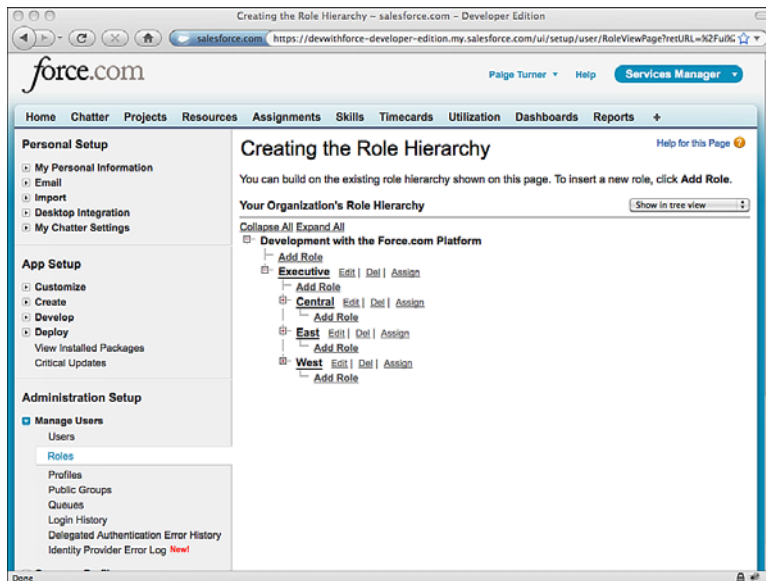 Creating the Role Hierarchy ~ salesforce.com – Developer Edition
salesforce.com https://devwithforce-developer-edition.my.salesforce.com/ui/setup/user/RoleViewPage?retURL=%2Fui%
force.com
Paige Turner Help Services Manager
Home Chatter Projects Resources Assignments Skills Timecards Utilization Dashboards Reports +
Personal Setup
My Personal Information
Email
Import
Desktop Integration
My Chatter Settings
App Setup
Customize
Create
Develop
Deploy
View Installed Packages
Critical Updates
Administration Setup
Manage Users
Users
Roles
Profiles
Public Groups
Queues
Login History
Delegated Authentication Error History
Identity Provider Error Log New!
Creating the Role Hierarchy
Help for this Page
You can build on the existing role hierarchy shown on this page. To insert a new role, click Add Role.
Your Organization's Role Hierarchy
Show in tree view
Collapse All Expand All
Development with the Force.com Platform
Add Role
Executive Edit | Del | Assign
Add Role
Central Edit | Del | Assign
Add Role
East Edit | Del | Assign
Add Role
West Edit | Del | Assign
Add Role
Done